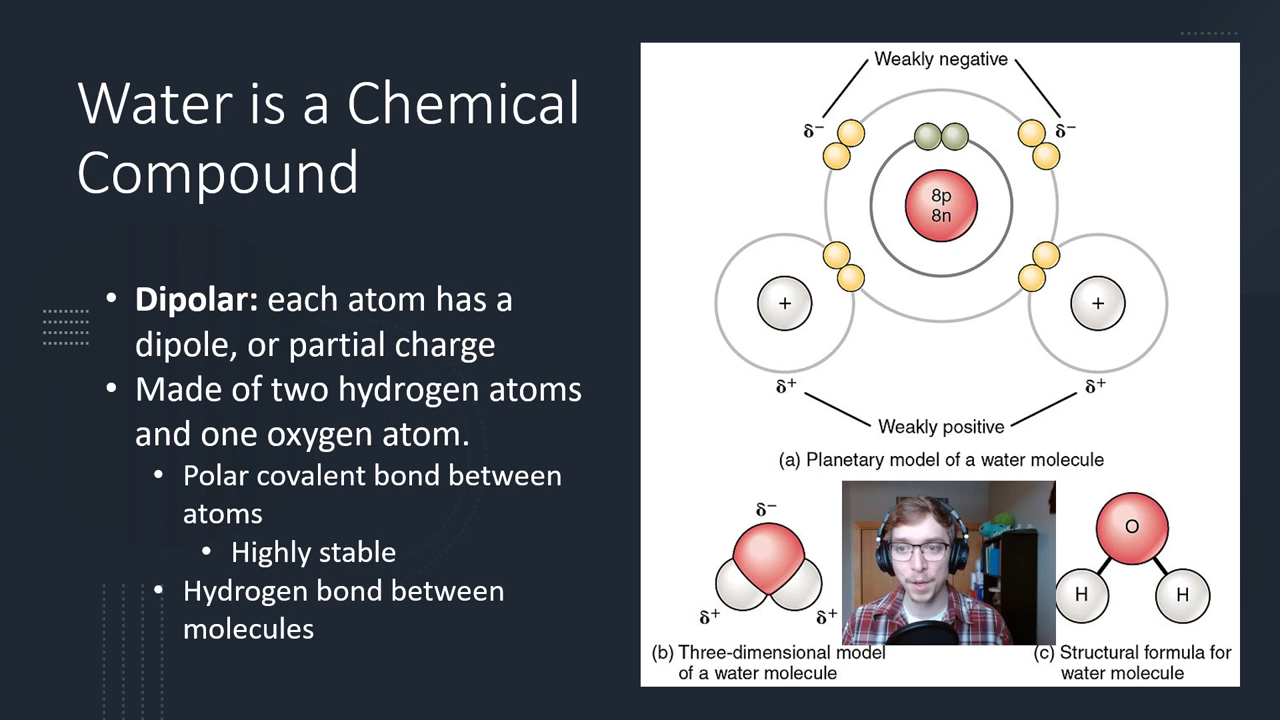 Water is a Chemical
Compound
• Dipolar: each atom has a
dipole, or partial charge
• Made of two hydrogen atoms
and one oxygen atom.
• Polar covalent bond between
atoms
• Highly stable
• Hydrogen bond between
molecules
Weakly negative
δ⁻
δ⁻
8p
8n
+
+
δ⁺
δ⁺
Weakly positive
(a) Planetary model of a water molecule
δ⁻
δ⁺
δ⁺
(b) Three-dimensional model
of a water molecule
O
H
H
(c) Structural formula for
water molecule